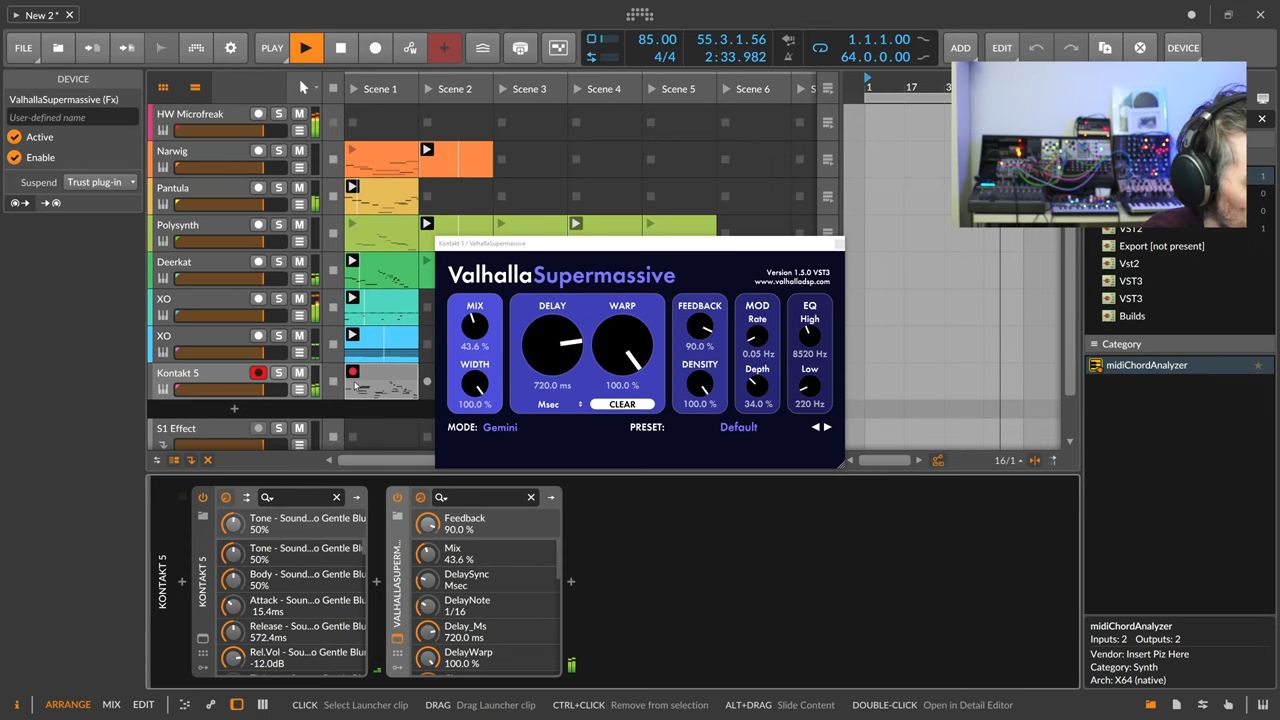 New 2*
FILE
PLAY
85.00
4/4
55.3.1.56
2:33.982
1.1.1.00
64.0.0.00
ADD
EDIT
DEVICE
DEVICE
ValhallaSupermassive (Fx)
User-defined name
Active
Enable
Suspend
Trust plug-in
Scene 1
Scene 2
Scene 3
Scene 4
Scene 5
Scene 6
S
1
17
HW Microfreak
S
M
Narwig
S
M
Pantula
S
M
Polysynth
S
M
Deerkat
S
M
XO
S
M
XO
S
M
Kontakt 5
S
M
S1 Effect
S
M
Kontakt 5 / ValhallaSupermassive
ValhallaSupermassive
Version 1.5.0 VST3
www.valhalladsp.com
MIX
43.6 %
WIDTH
100.0 %
DELAY
720.0 ms
Msec
WARP
100.0 %
CLEAR
FEEDBACK
90.0 %
DENSITY
100.0 %
MOD
Rate
0.05 Hz
Depth
34.0 %
EQ
High
8520 Hz
Low
220 Hz
MODE:
Gemini
PRESET:
Default
16/1
1
0
0
1
Export [not present]
Vst2
VST3
VST3
Builds
Category
midiChordAnalyzer
midiChordAnalyzer
Inputs: 2 Outputs: 2
Vendor: Insert Piz Here
Category: Synth
Arch: X64 (native)
KONTAKT 5
KONTAKT 5
Tone - Sound...o Gentle Blu
50%
Tone - Sound...o Gentle Blu
50%
Body - Sound...o Gentle Blu
50%
Attack - Soun...o Gentle Blu
15.4ms
Release - Soun...o Gentle Blu
572.4ms
Rel.Vol - Sou...o Gentle Blu
-12.0dB
VALHALLASUPERM...
Feedback
90.0 %
Mix
43.6 %
DelaySync
Msec
DelayNote
1/16
Delay_Ms
720.0 ms
DelayWarp
100.0 %
ARRANGE
MIX
EDIT
CLICK Select Launcher clip
DRAG Drag Launcher clip
CTRL+CLICK Remove from selection
ALT+DRAG Slide Content
DOUBLE-CLICK Open in Detail Editor